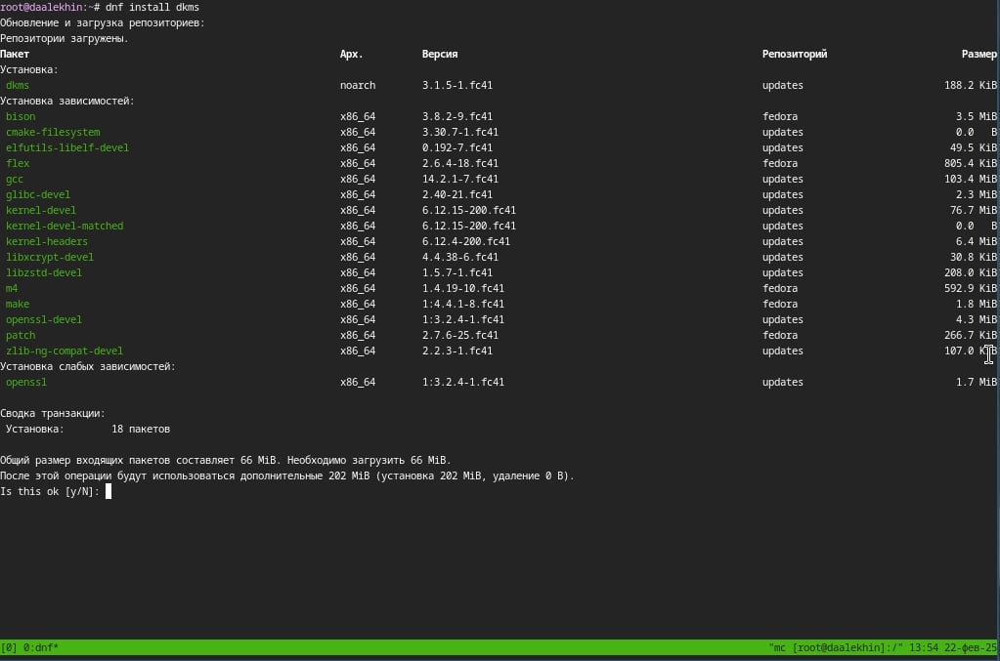 root@daalekhin:~# dnf install dkms
Обновление и загрузка репозиториев:
Репозитории загружены.
Пакет Арх. Версия Репозиторий Размер
Установка:
dkms noarch 3.1.5-1.fc41 updates 188.2 KiB
Установка зависимостей:
bison x86_64 3.8.2-9.fc41 fedora 3.5 MiB
cmake-filesystem x86_64 3.30.7-1.fc41 updates 0.0 B
elfutils-libelf-devel x86_64 0.192-7.fc41 updates 49.5 KiB
flex x86_64 2.6.4-18.fc41 fedora 805.4 KiB
gcc x86_64 14.2.1-7.fc41 updates 103.4 MiB
glibc-devel x86_64 2.40-21.fc41 updates 2.3 MiB
kernel-devel x86_64 6.12.15-200.fc41 updates 76.7 MiB
kernel-devel-matched x86_64 6.12.15-200.fc41 updates 0.0 B
kernel-headers x86_64 6.12.4-200.fc41 updates 6.4 MiB
libxcrypt-devel x86_64 4.4.38-6.fc41 updates 30.8 KiB
libzstd-devel x86_64 1.5.7-1.fc41 updates 208.0 KiB
m4 x86_64 1.4.19-10.fc41 fedora 592.9 KiB
make x86_64 1:4.4.1-8.fc41 fedora 1.8 MiB
openssl-devel x86_64 1:3.2.4-1.fc41 updates 4.3 MiB
patch x86_64 2.7.6-25.fc41 fedora 266.7 KiB
zlib-ng-compat-devel x86_64 2.2.3-1.fc41 updates 107.0 KiB
Установка слабых зависимостей:
openssl x86_64 1:3.2.4-1.fc41 updates 1.7 MiB
Сводка транзакции:
Установка: 18 пакетов
Общий размер входящих пакетов составляет 66 MiB. Необходимо загрузить 66 MiB.
После этой операции будут использоваться дополнительные 202 MiB (установка 202 MiB, удаление 0 B).
Is this ok [y/N]:
[0] 0:dnf* "mc [root@daalekhin]:/" 13:54 22-фев-25